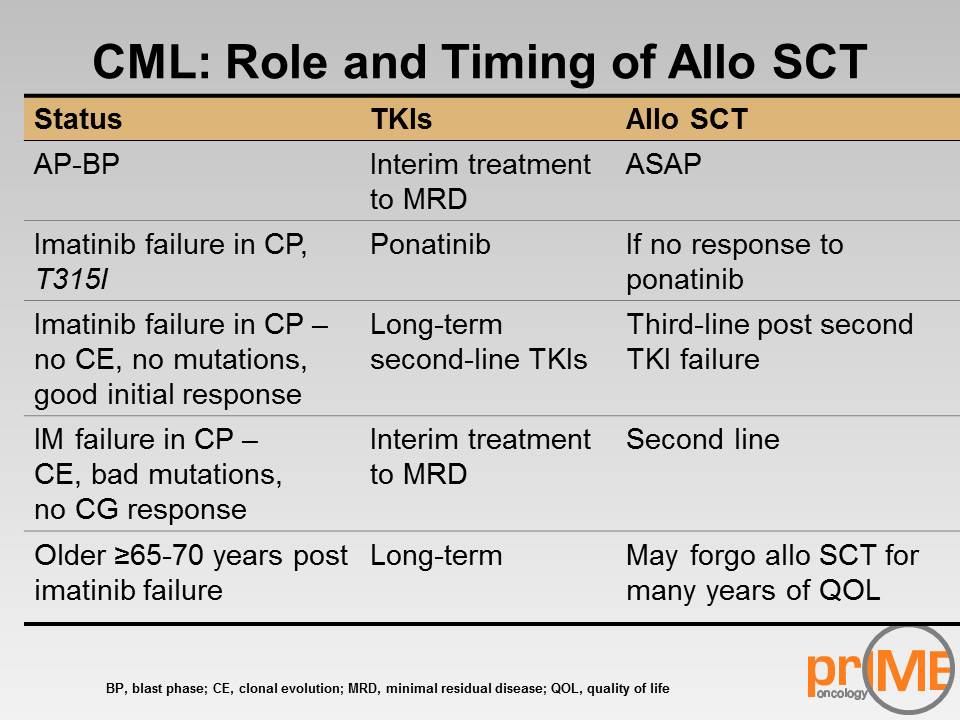 CML: Role and Timing of Allo SCT
Status TKIs Allo SCT
AP-BP
Interim treatment
to MRD
ASAP
Imatinib failure in CP,
T315I
Ponatinib
If no response to
ponatinib
Imatinib failure in CP –
no CE, no mutations,
good initial response
Long-term
second-line TKIs
Third-line post second
TKI failure
IM failure in CP –
CE, bad mutations,
no CG response
Interim treatment
to MRD
Second line
Older ≥65-70 years post
imatinib failure
Long-term
May forgo allo SCT for
many years of QOL
BP, blast phase; CE, clonal evolution; MRD, minimal residual disease; QOL, quality of life
prIME
oncology